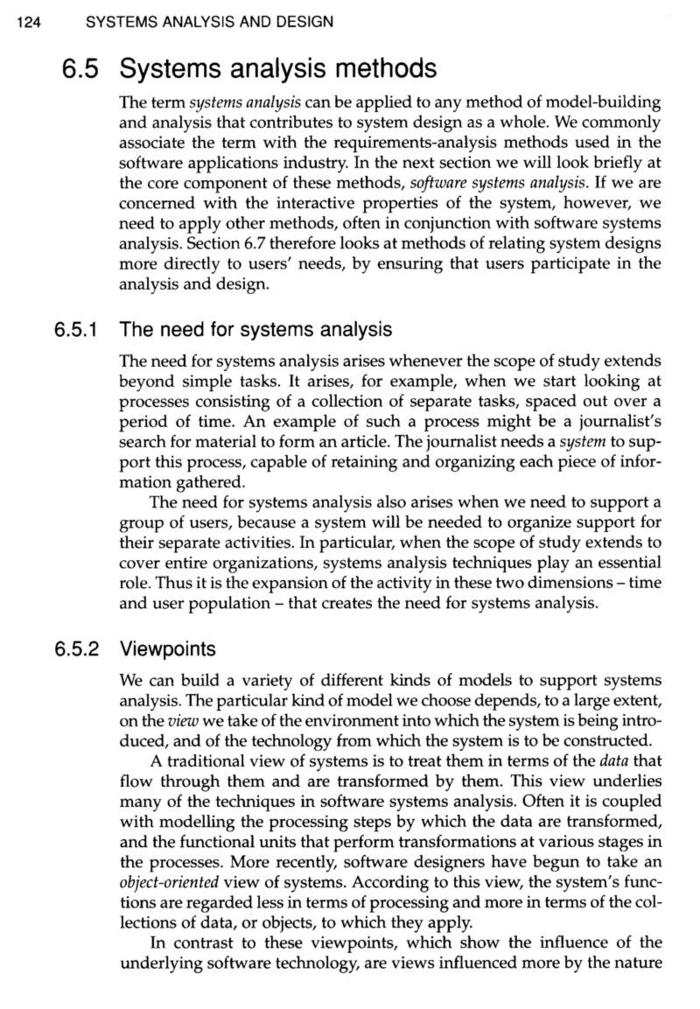 124 SYSTEMS ANALYSIS AND DESIGN
6.5 Systems analysis methods
The term systems analysis can be applied to any method of model-building
and analysis that contributes to system design as a whole. We commonly
associate the term with the requirements-analysis methods used in the
software applications industry. In the next section we will look briefly at
the core component of these methods, software systems analysis. If we are
concerned with the interactive properties of the system, however, we
need to apply other methods, often in conjunction with software systems
analysis. Section 6.7 therefore looks at methods of relating system designs
more directly to users' needs, by ensuring that users participate in the
analysis and design.
6.5.1 The need for systems analysis
The need for systems analysis arises whenever the scope of study extends
beyond simple tasks. It arises, for example, when we start looking at
processes consisting of a collection of separate tasks, spaced out over a
period of time. An example of such a process might be a journalist's
search for material to form an article. The journalist needs a system to sup-
port this process, capable of retaining and organizing each piece of infor-
mation gathered.
The need for systems analysis also arises when we need to support a
group of users, because a system will be needed to organize support for
their separate activities. In particular, when the scope of study extends to
cover entire organizations, systems analysis techniques play an essential
role. Thus it is the expansion of the activity in these two dimensions – time
and user population – that creates the need for systems analysis.
6.5.2 Viewpoints
We can build a variety of different kinds of models to support systems
analysis. The particular kind of model we choose depends, to a large extent,
on the view we take of the environment into which the system is being intro-
duced, and of the technology from which the system is to be constructed.
A traditional view of systems is to treat them in terms of the data that
flow through them and are transformed by them. This view underlies
many of the techniques in software systems analysis. Often it is coupled
with modelling the processing steps by which the data are transformed,
and the functional units that perform transformations at various stages in
the processes. More recently, software designers have begun to take an
object-oriented view of systems. According to this view, the system's func-
tions are regarded less in terms of processing and more in terms of the col-
lections of data, or objects, to which they apply.
In contrast to these viewpoints, which show the influence of the
underlying software technology, are views influenced more by the nature